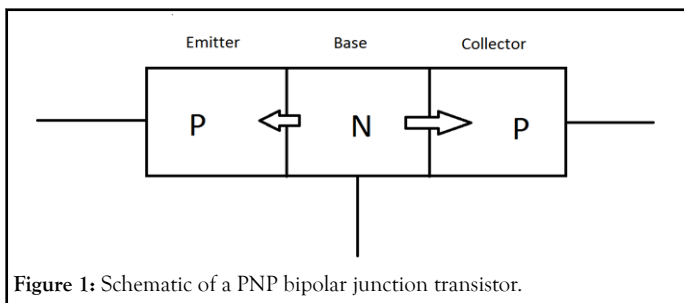 Emitter Base Collector
P N P
Figure 1: Schematic of a PNP bipolar junction transistor.